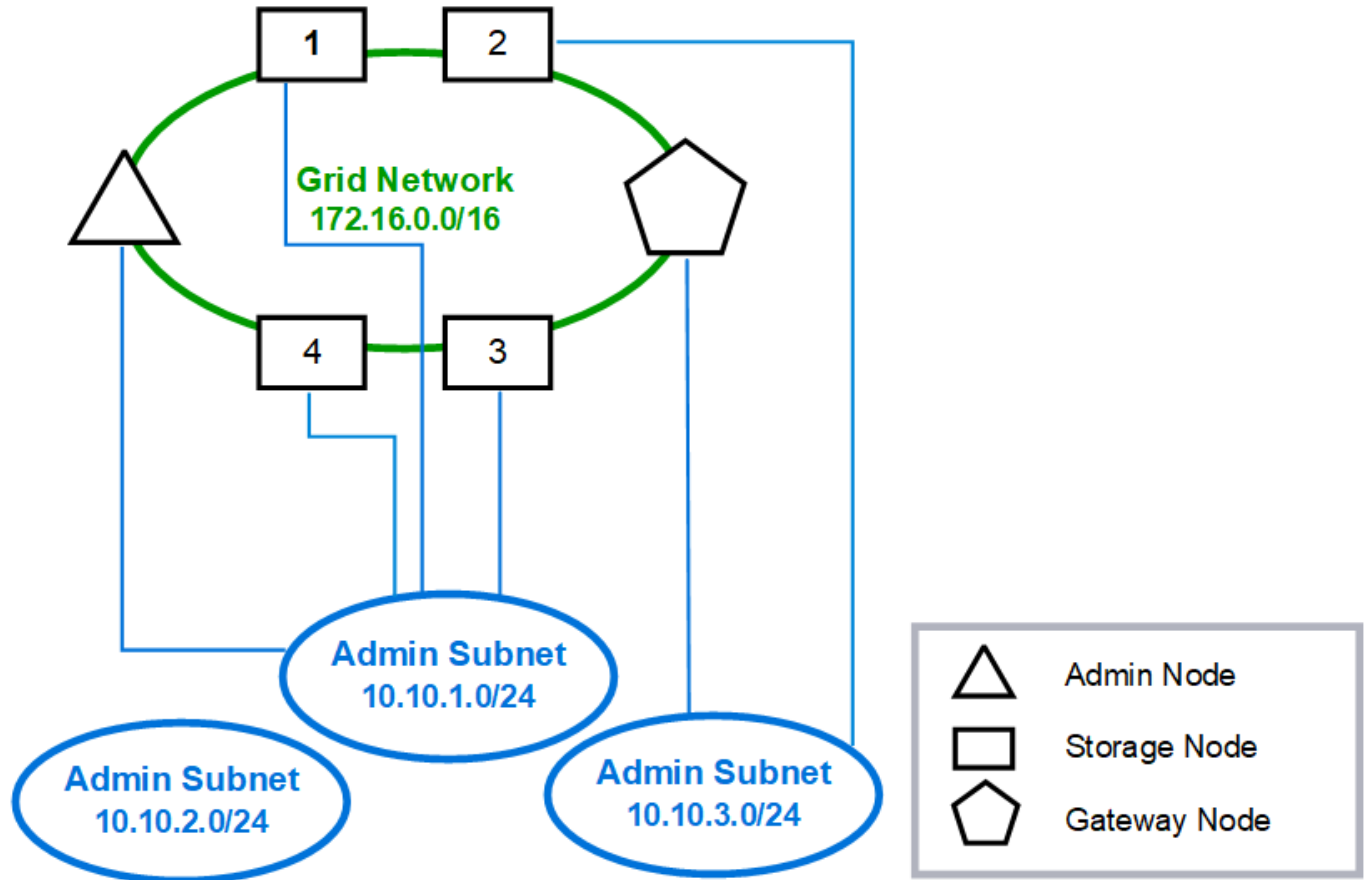 1
2
Grid Network
172.16.0.0/16
4
3
Admin Subnet
10.10.1.0/24
Admin Subnet
10.10.2.0/24
Admin Subnet
10.10.3.0/24
Admin Node
Storage Node
Gateway Node